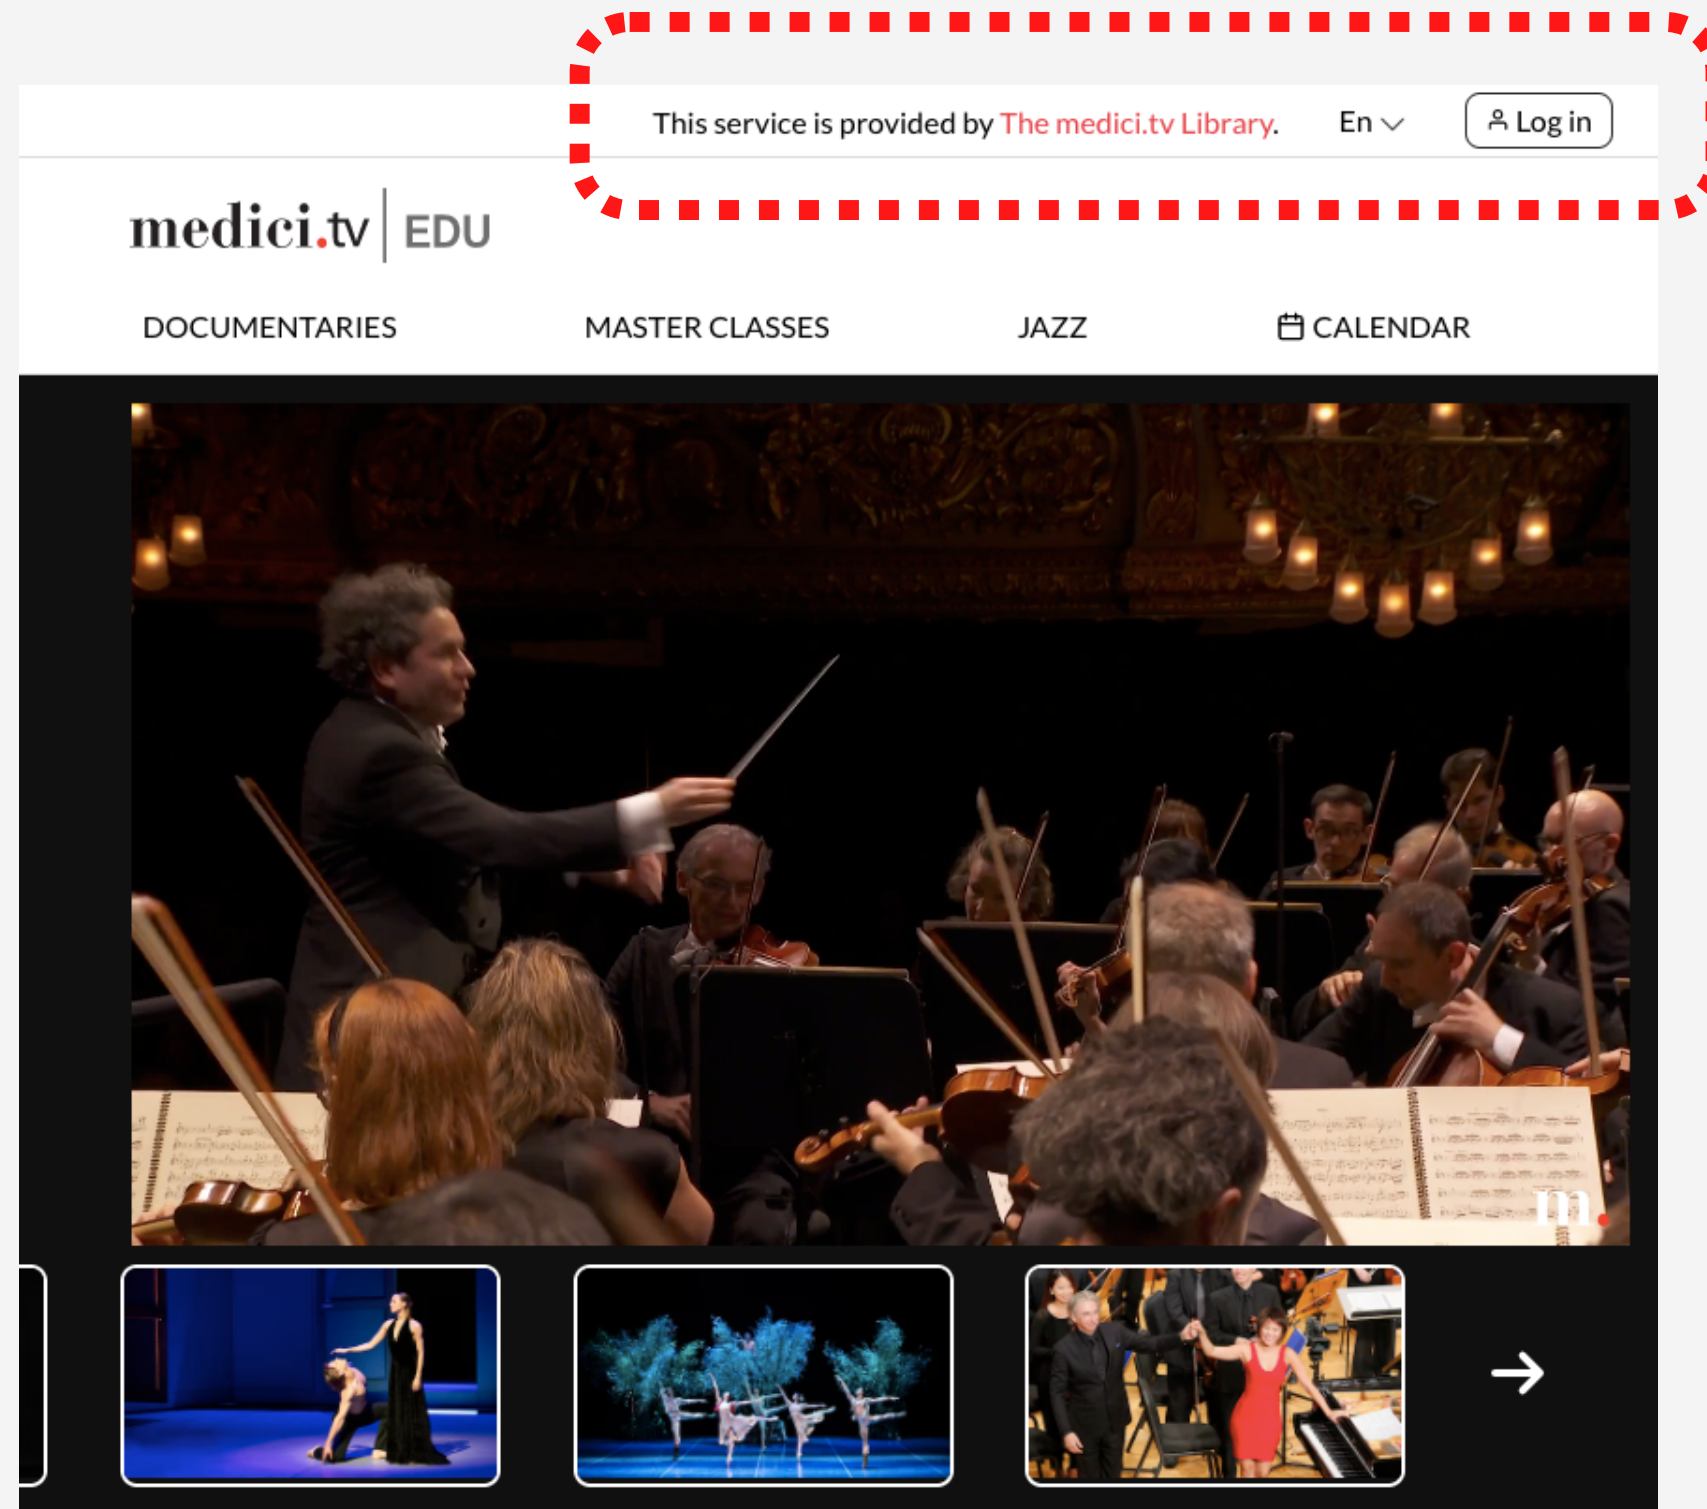 This service is provided by The medici.tv Library.
En
Log in
medici.tv EDU
DOCUMENTARIES
MASTER CLASSES
JAZZ
CALENDAR
m.